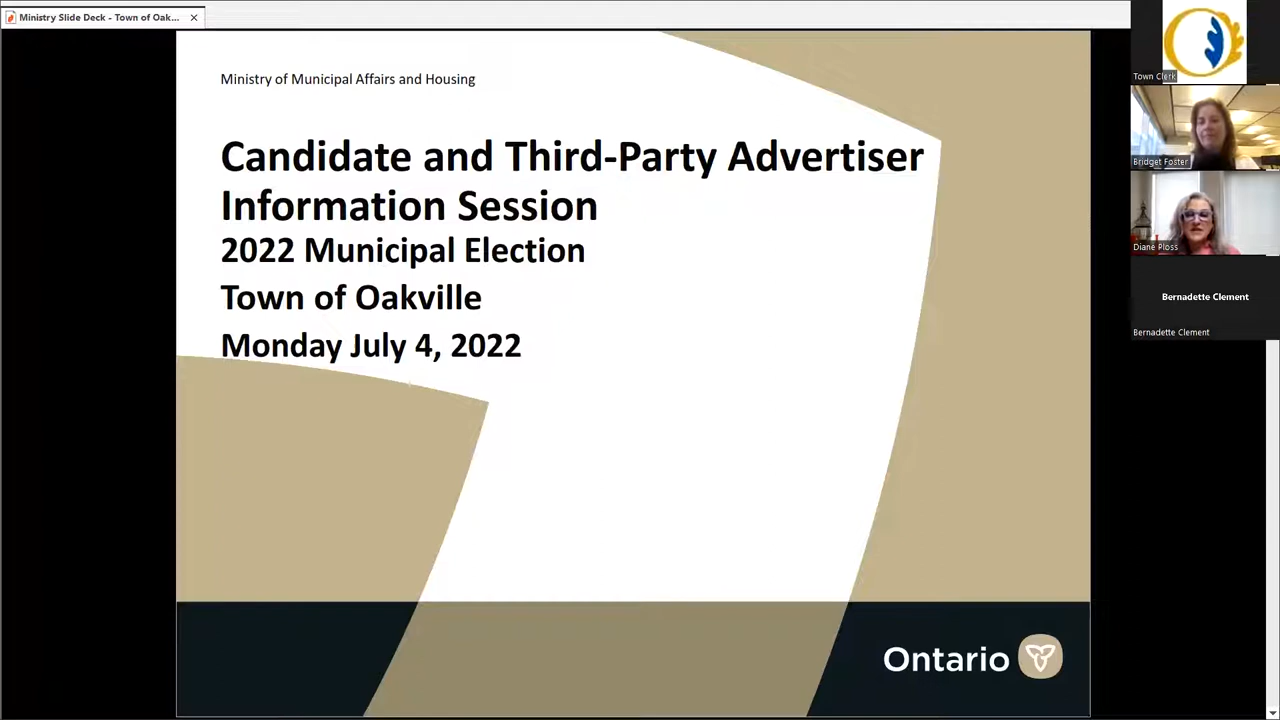 Ministry Slide Deck - Town of Oak...
Ministry of Municipal Affairs and Housing
Candidate and Third-Party Advertiser
Information Session
2022 Municipal Election
Town of Oakville
Monday July 4, 2022
Ontario
Town Clerk
Bridget Foster
Diane Ploss
Bernadette Clement
Bernadette Clement